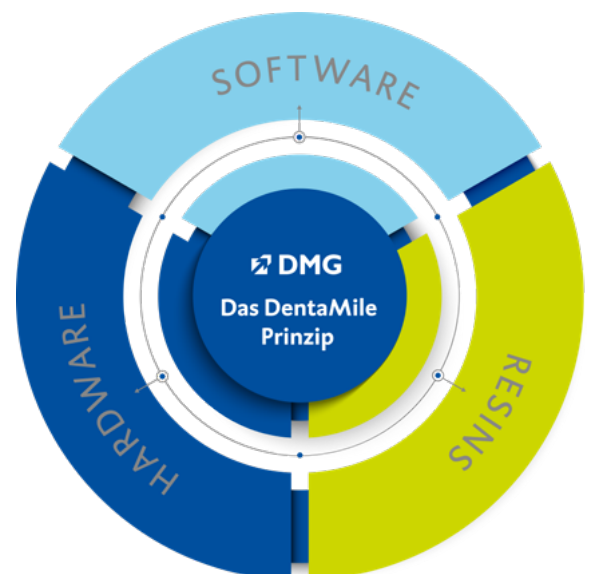 SOFTWARE
DMG
Das DentaMile
Prinzip
HARDWARE
RESINS